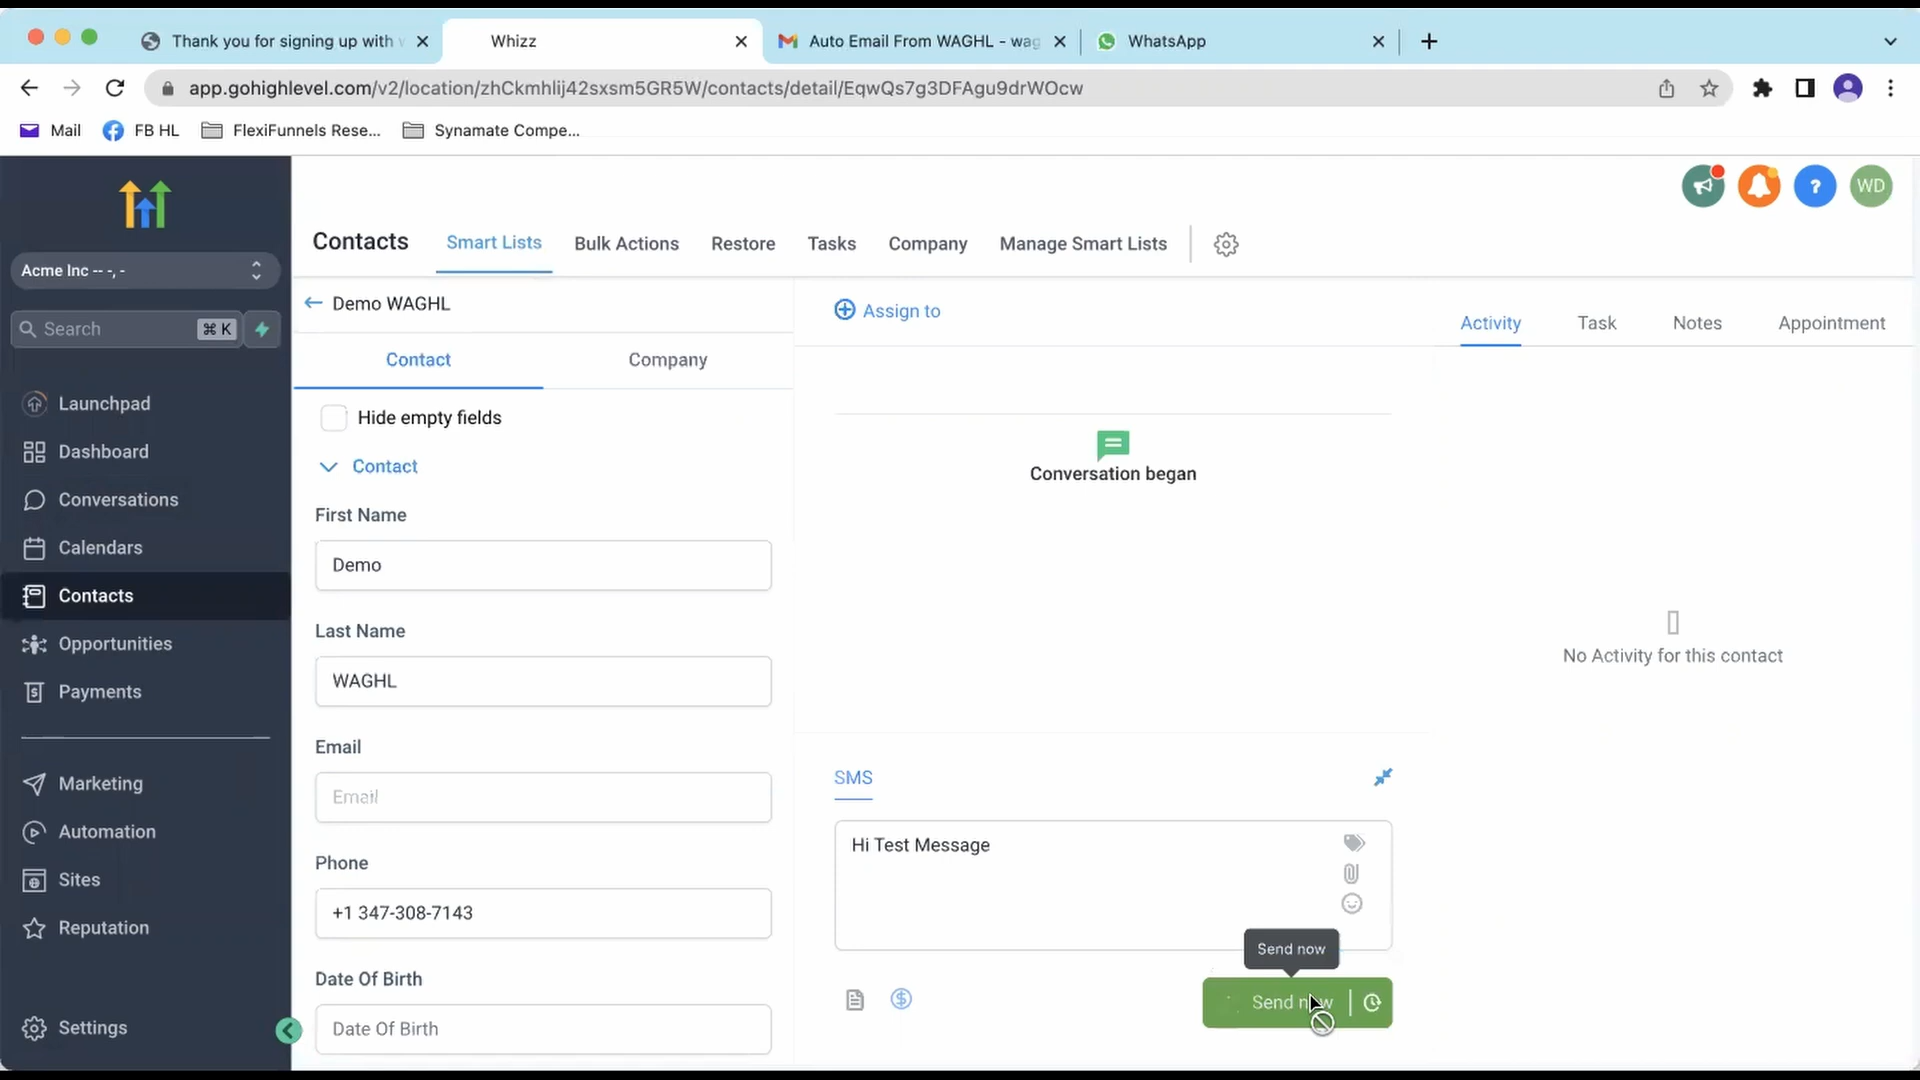 Thank you for signing up with
Whizz
Auto Email From WAGHL - wag
WhatsApp
app.gohighlevel.com/v2/location/zhCkmhlij42sxsm5GR5W/contacts/detail/EqwQs7g3DFAgu9drWOcw
Mail
FB HL
FlexiFunnels Rese...
Synamate Compe...
WD
Acme Inc -- -, -
Search
⌘ K
Launchpad
Dashboard
Conversations
Calendars
Contacts
Opportunities
Payments
Marketing
Automation
Sites
Reputation
Settings
Contacts
Smart Lists
Bulk Actions
Restore
Tasks
Company
Manage Smart Lists
Demo WAGHL
Contact
Company
Hide empty fields
Contact
First Name
Demo
Last Name
WAGHL
Email
Email
Phone
+1 347-308-7143
Date Of Birth
Date Of Birth
Assign to
Conversation began
SMS
Hi Test Message
Send now
Send now
Activity
Task
Notes
Appointment
No Activity for this contact